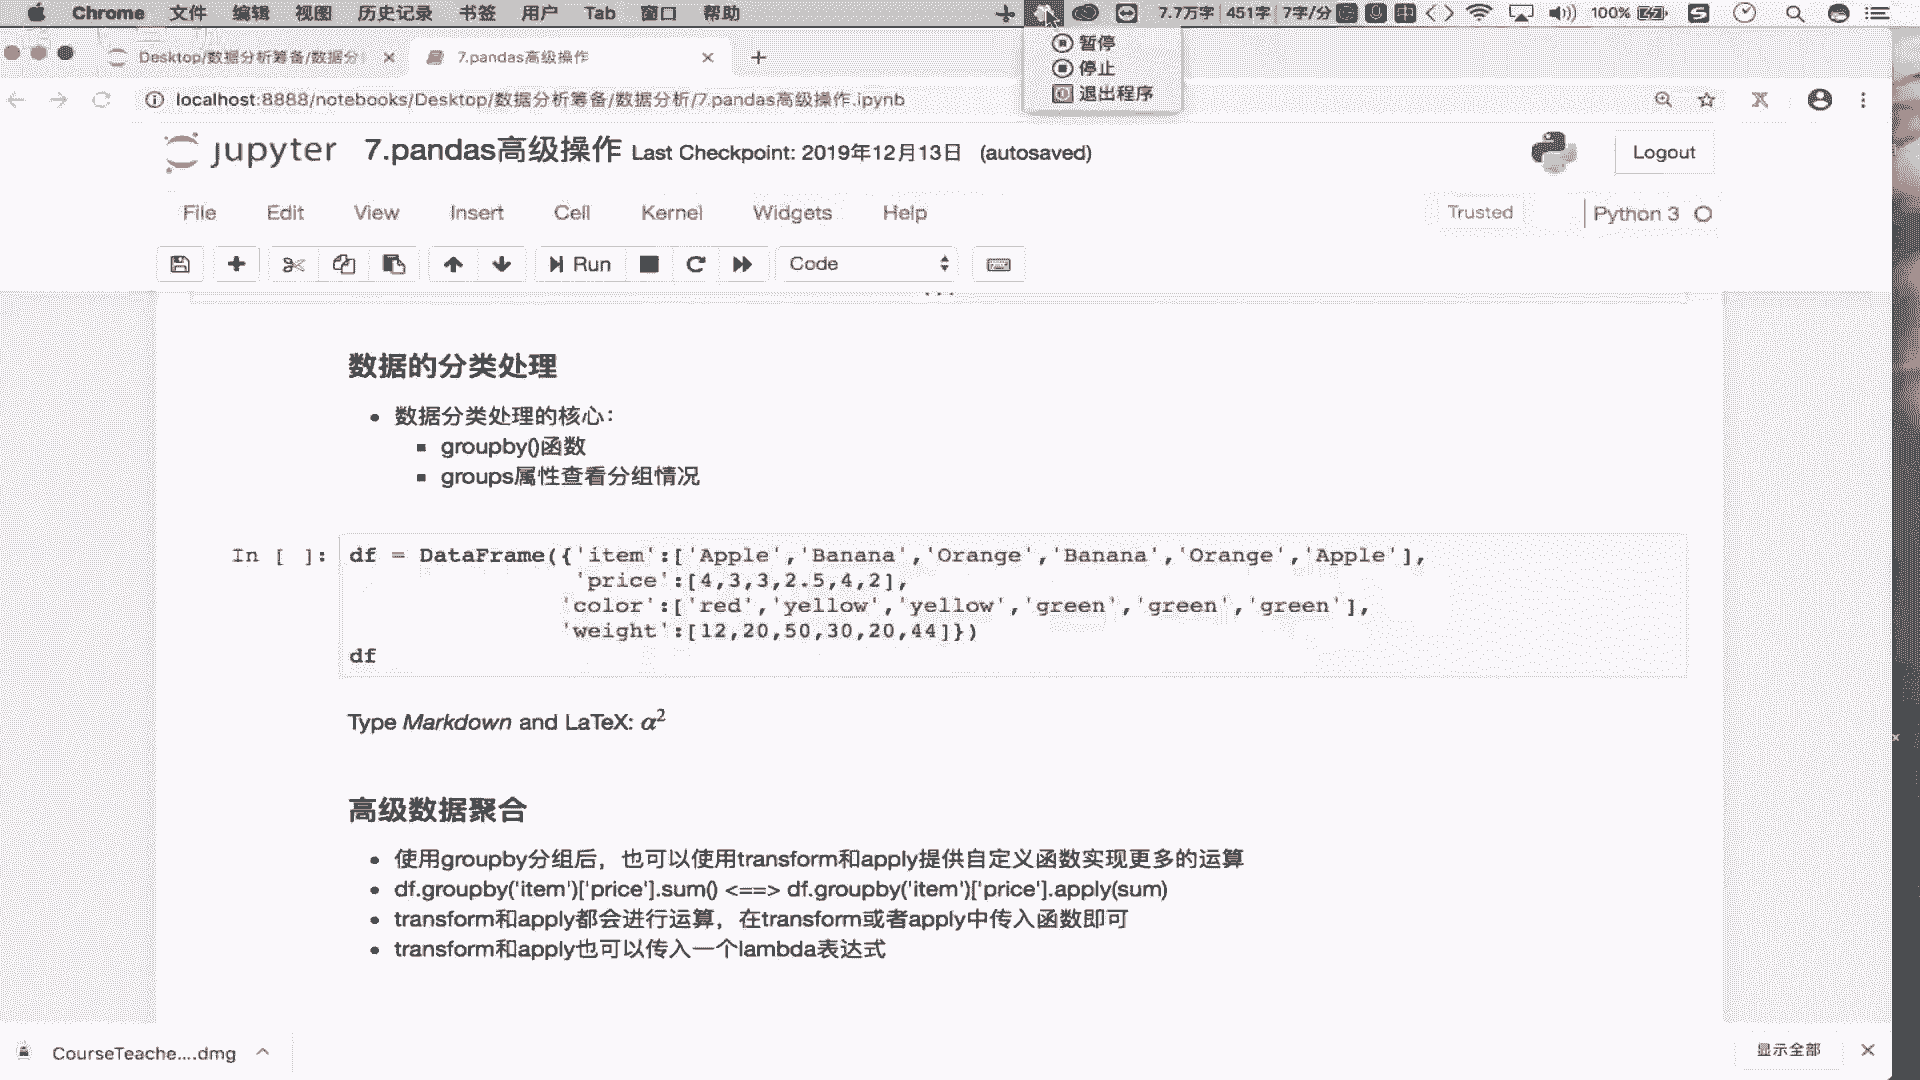 Chrome 文件 编辑 视图 历史记录 书签 用户 Tab 窗口 帮助 7.7万字 451字 7字/分 中 100%
暂停
停止
退出程序
Desktop/数据分析筹备/数据分 7.pandas高级操作
localhost:8888/notebooks/Desktop/数据分析筹备/数据分析/7.pandas高级操作.ipynb
jupyter 7.pandas高级操作 Last Checkpoint: 2019年12月13日 (autosaved) Logout
File Edit View Insert Cell Kernel Widgets Help Trusted Python 3
Run Code
数据的分类处理
数据分类处理的核心：
groupby()函数
groups属性查看分组情况
In [ ]: df = DataFrame({'item':['Apple','Banana','Orange','Banana','Orange','Apple'],
'price':[4,3,3,2.5,4,2],
'color':['red','yellow','yellow','green','green','green'],
'weight':[12,20,50,30,20,44]})
df
Type Markdown and LaTeX: α²
高级数据聚合
使用groupby分组后，也可以使用transform和apply提供自定义函数实现更多的运算
df.groupby('item')['price'].sum() <==> df.groupby('item')['price'].apply(sum)
transform和apply都会进行运算，在transform或者apply中传入函数即可
transform和apply也可以传入一个lambda表达式
CourseTeache....dmg 显示全部